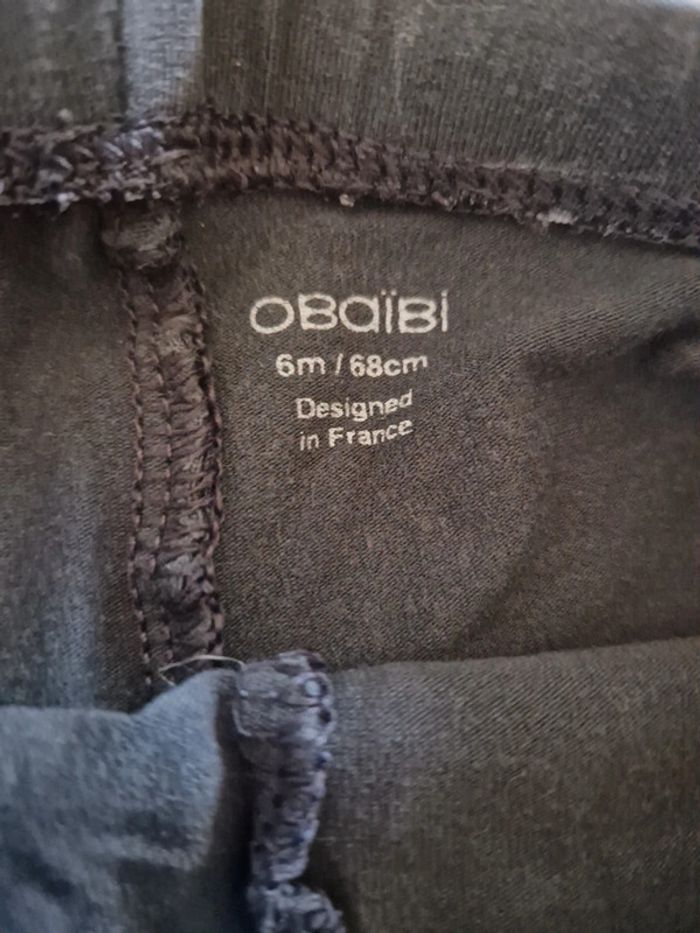 OBaïBi
6m / 68cm
Designed
in France